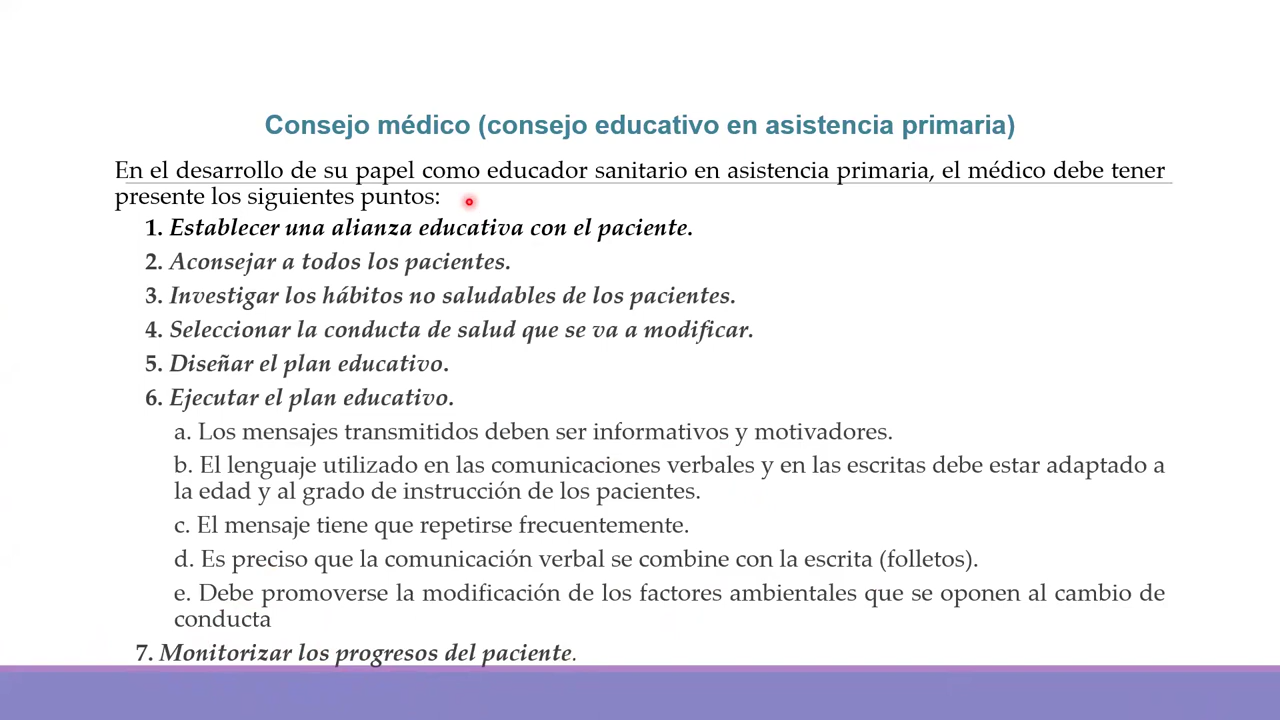 Consejo médico (consejo educativo en asistencia primaria)
En el desarrollo de su papel como educador sanitario en asistencia primaria, el médico debe tener
presente los siguientes puntos:
1. Establecer una alianza educativa con el paciente.
2. Aconsejar a todos los pacientes.
3. Investigar los hábitos no saludables de los pacientes.
4. Seleccionar la conducta de salud que se va a modificar.
5. Diseñar el plan educativo.
6. Ejecutar el plan educativo.
a. Los mensajes transmitidos deben ser informativos y motivadores.
b. El lenguaje utilizado en las comunicaciones verbales y en las escritas debe estar adaptado a
la edad y al grado de instrucción de los pacientes.
c. El mensaje tiene que repetirse frecuentemente.
d. Es preciso que la comunicación verbal se combine con la escrita (folletos).
e. Debe promoverse la modificación de los factores ambientales que se oponen al cambio de
conducta
7. Monitorizar los progresos del paciente.